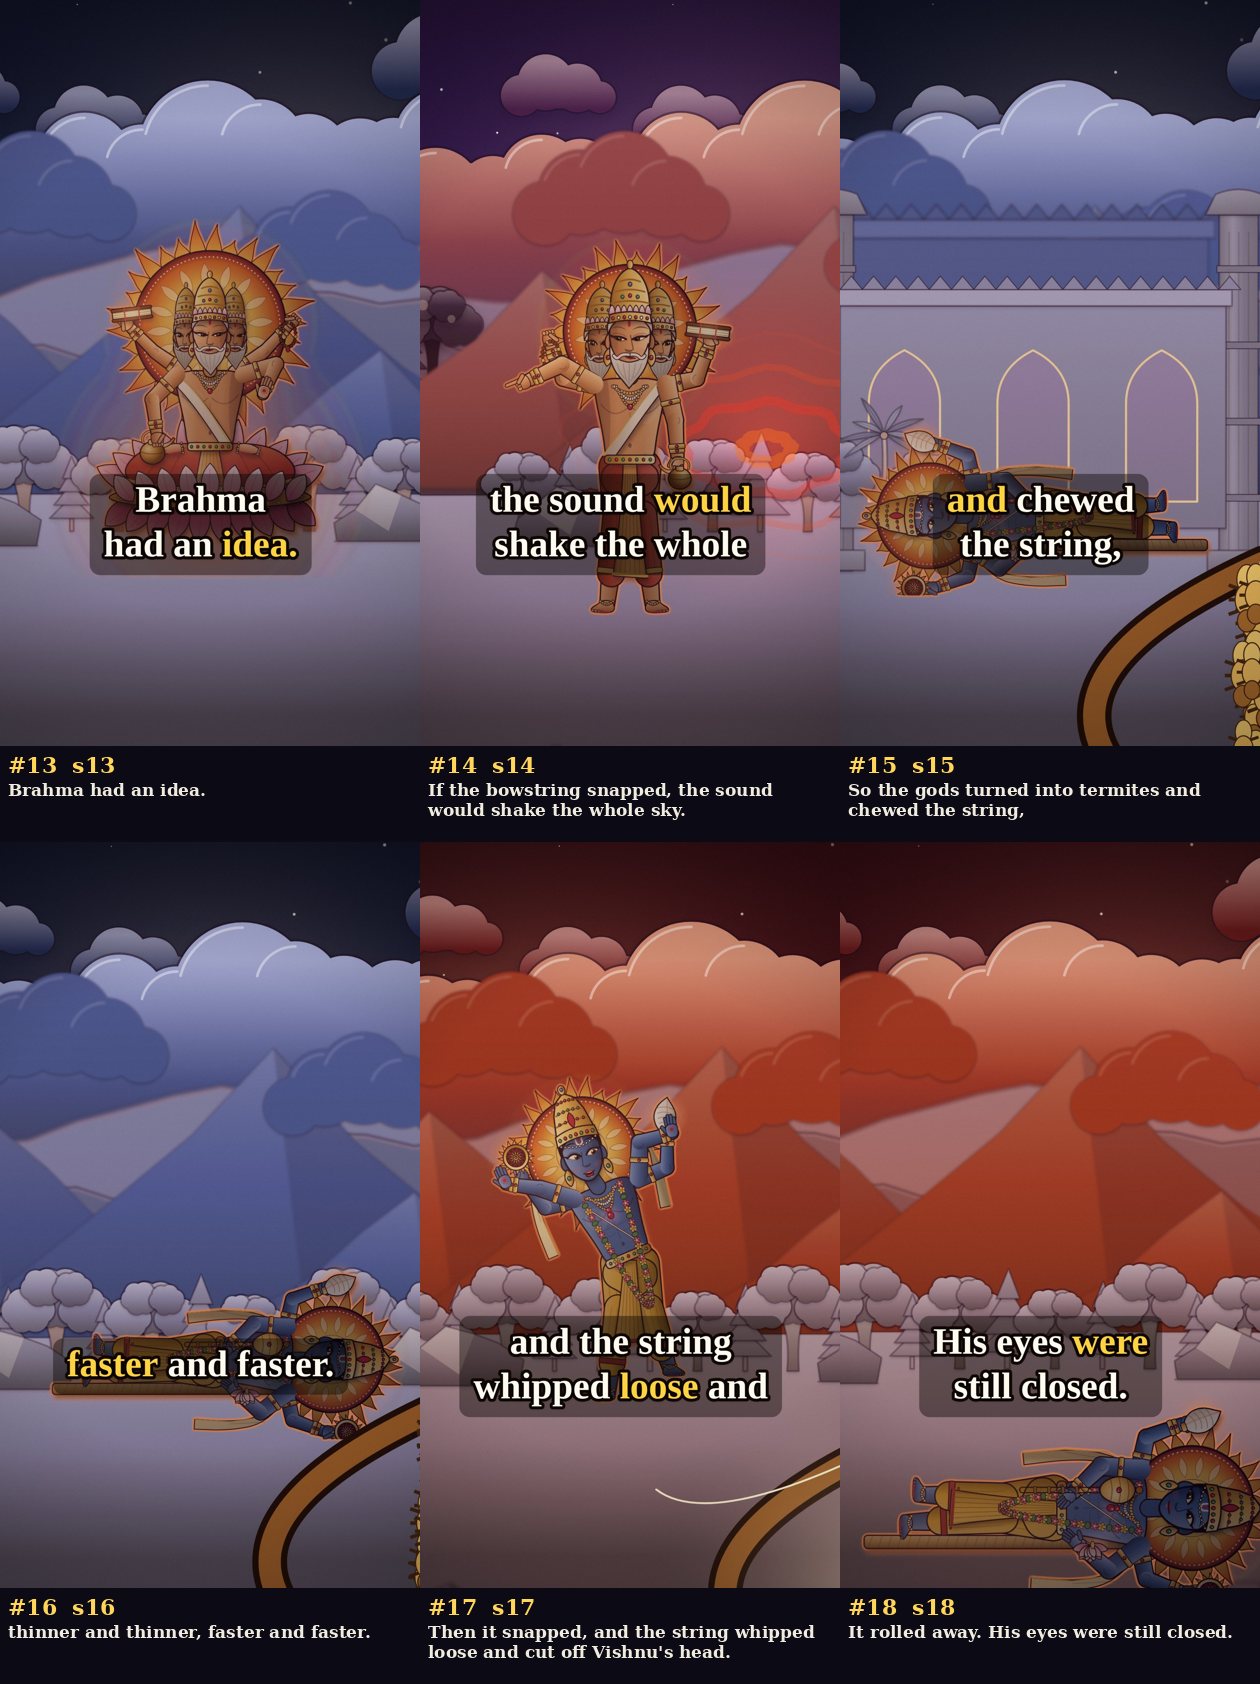 Brahma
had an idea.
#13 s13
Brahma had an idea.
the sound would
shake the whole
#14 s14
If the bowstring snapped, the sound
would shake the whole sky.
and chewed
the string,
#15 s15
So the gods turned into termites and
chewed the string,
faster and faster.
#16 s16
thinner and thinner, faster and faster.
and the string
whipped loose and
#17 s17
Then it snapped, and the string whipped
loose and cut off Vishnu's head.
His eyes were
still closed.
#18 s18
It rolled away. His eyes were still closed.